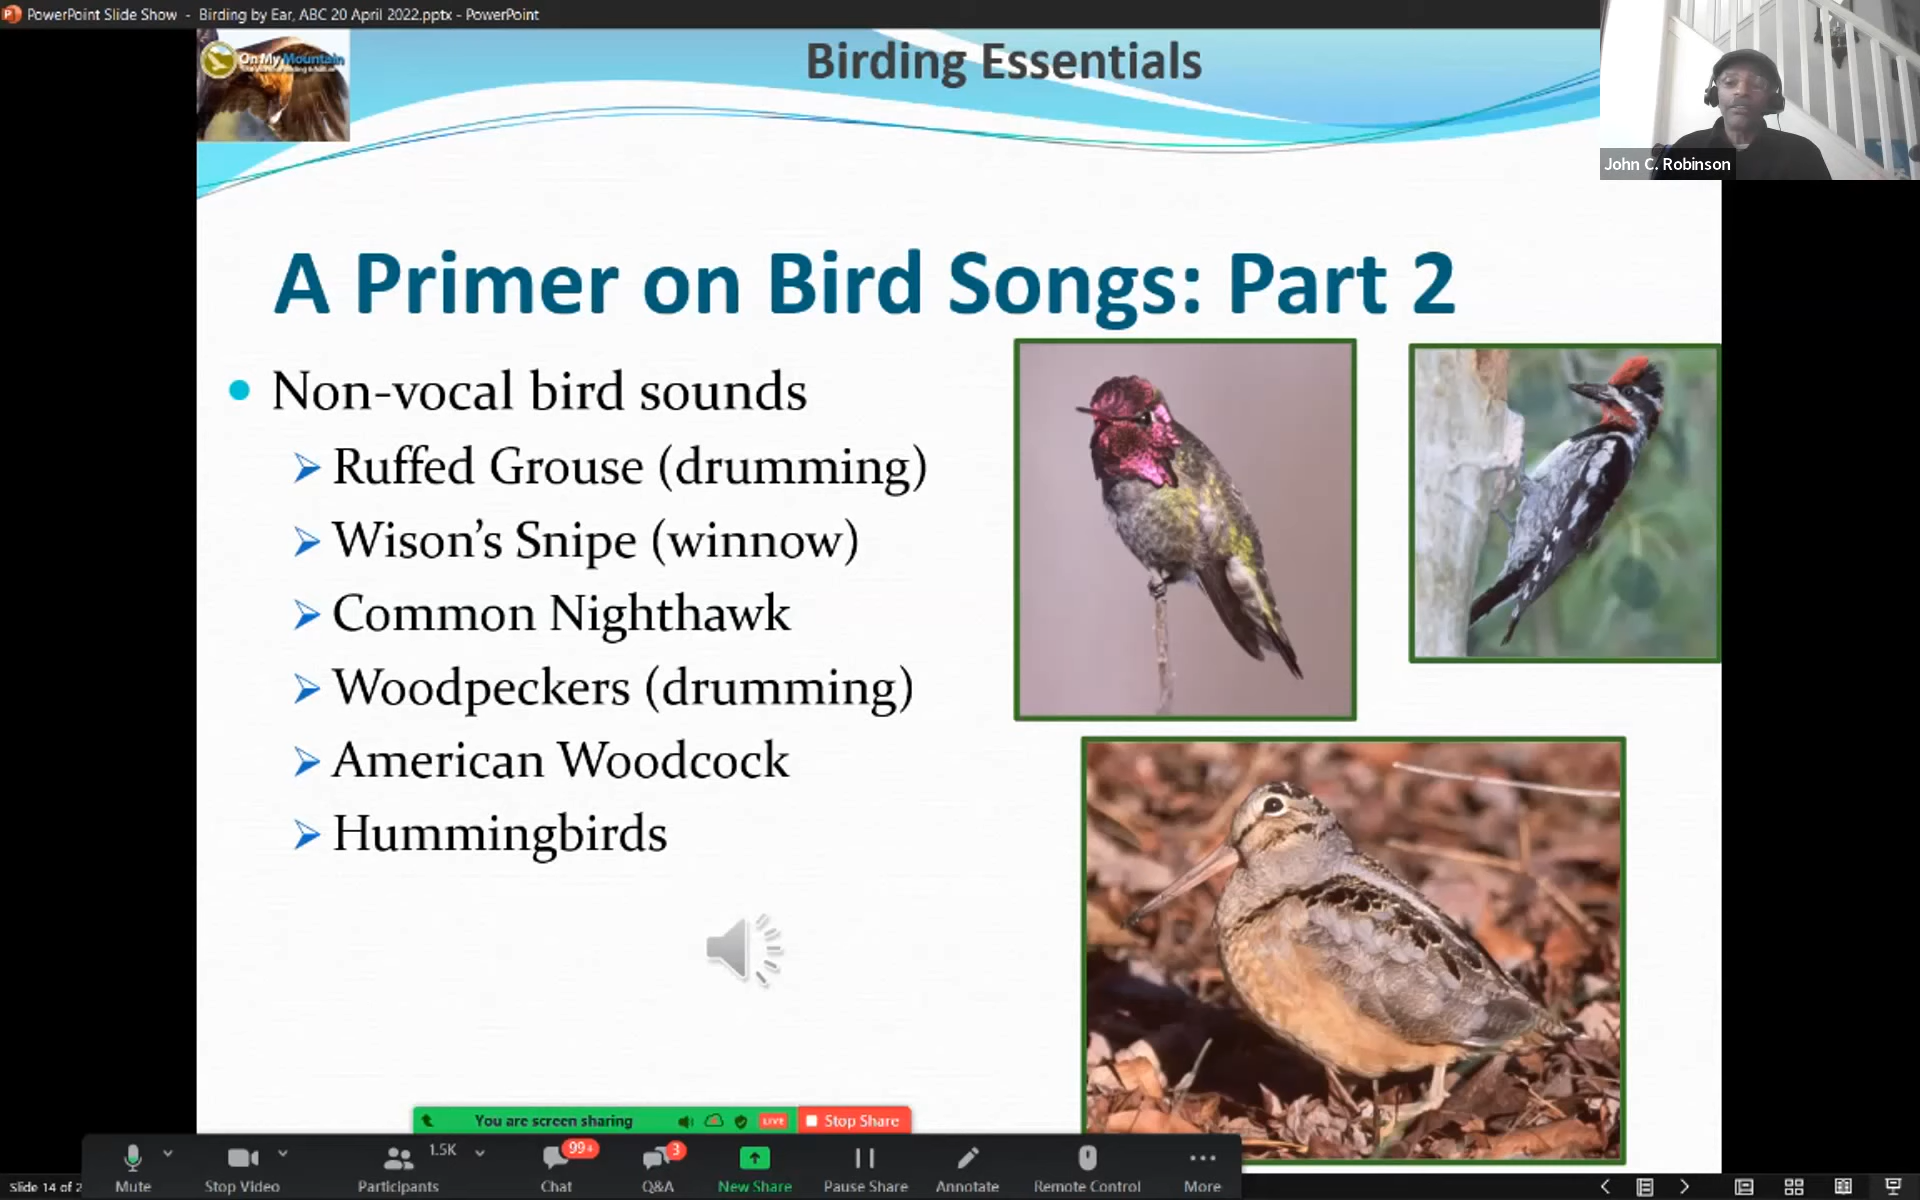 PowerPoint Slide Show - Birding by Ear, ABC 20 April 2022.pptx - PowerPoint
On My Mountain
Birding Essentials
John C. Robinson
A Primer on Bird Songs: Part 2
Non-vocal bird sounds
Ruffed Grouse (drumming)
Wison's Snipe (winnow)
Common Nighthawk
Woodpeckers (drumming)
American Woodcock
Hummingbirds
You are screen sharing LIVE Stop Share
1.5K 99+ 3
Mute Stop Video Participants Chat Q&A New Share Pause Share Annotate Remote Control More
Slide 14 of 2